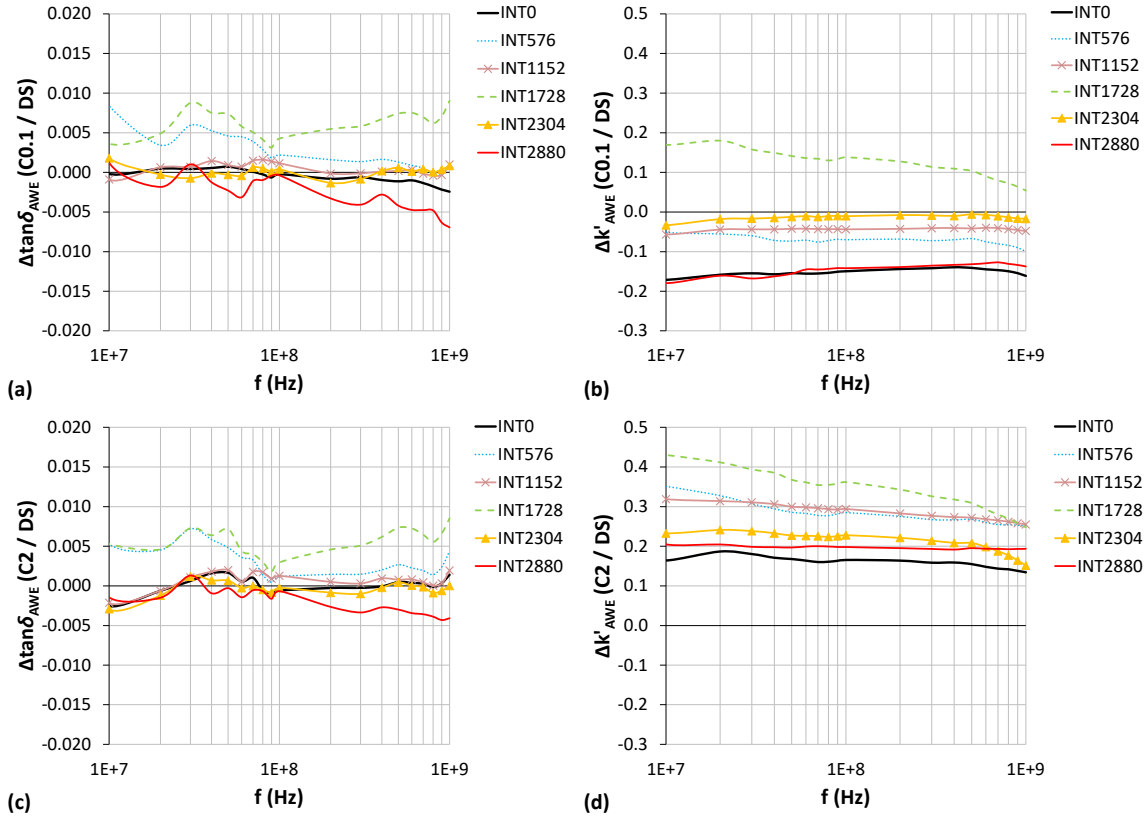 0.020
0.015
0.010
0.005
0.000
-0.005
-0.010
-0.015
-0.020
Δtanδ_AWE (C0.1 / DS)
1E+7
1E+8
1E+9
f (Hz)
(a)
INT0
INT576
INT1152
INT1728
INT2304
INT2880
0.5
0.4
0.3
0.2
0.1
0.0
-0.1
-0.2
-0.3
Δk'_AWE (C0.1 / DS)
1E+7
1E+8
1E+9
f (Hz)
(b)
INT0
INT576
INT1152
INT1728
INT2304
INT2880
0.020
0.015
0.010
0.005
0.000
-0.005
-0.010
-0.015
-0.020
Δtanδ_AWE (C2 / DS)
1E+7
1E+8
1E+9
f (Hz)
(c)
INT0
INT576
INT1152
INT1728
INT2304
INT2880
0.5
0.4
0.3
0.2
0.1
0.0
-0.1
-0.2
-0.3
Δk'_AWE (C2 / DS)
1E+7
1E+8
1E+9
f (Hz)
(d)
INT0
INT576
INT1152
INT1728
INT2304
INT2880